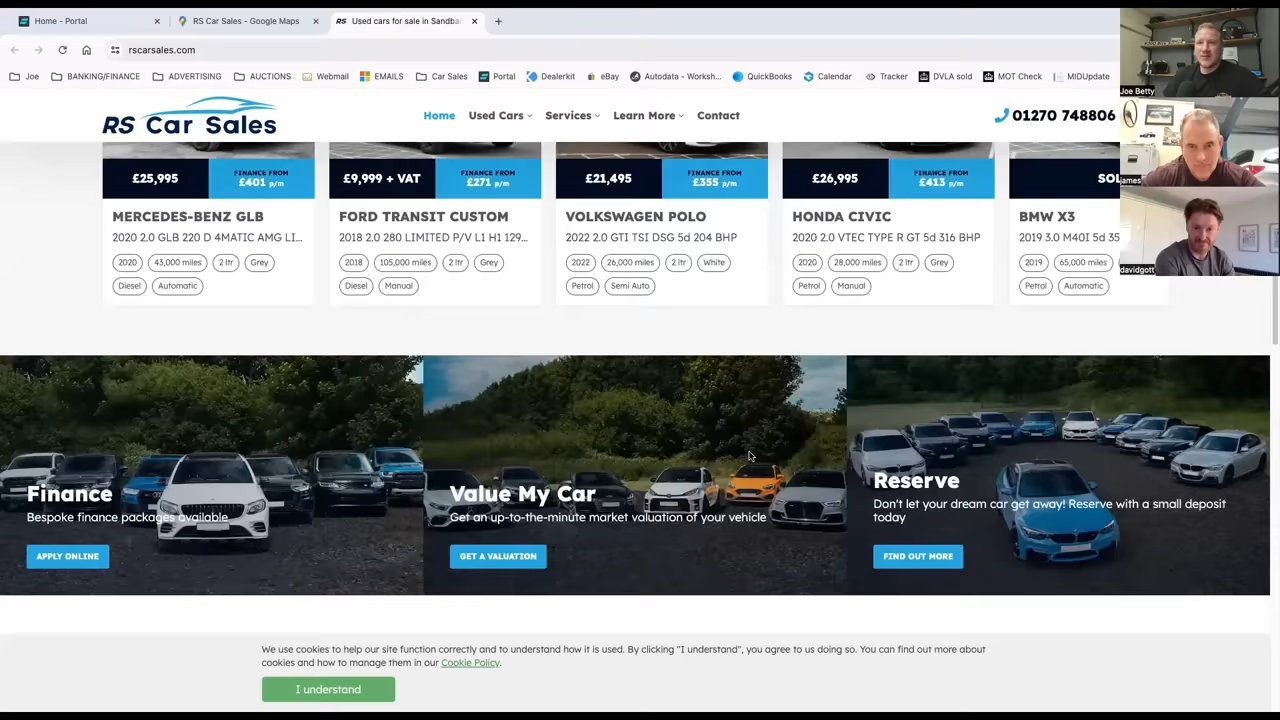 Home - Portal
RS Car Sales - Google Maps
RS Used cars for sale in Sandba
rscarsales.com
Joe
BANKING/FINANCE
ADVERTISING
AUCTIONS
Webmail
EMAILS
Car Sales
Portal
Dealerkit
eBay
Autodata - Worksh...
QuickBooks
Calendar
Tracker
DVLA sold
MOT Check
MIDUpdate
Joe Betty
james
davidgott
RS Car Sales
Home
Used Cars
Services
Learn More
Contact
01270 748806
£25,995
FINANCE FROM
£401 p/m
MERCEDES-BENZ GLB
2020 2.0 GLB 220 D 4MATIC AMG LI...
2020
43,000 miles
2 ltr
Grey
Diesel
Automatic
£9,999 + VAT
FINANCE FROM
£271 p/m
FORD TRANSIT CUSTOM
2018 2.0 280 LIMITED P/V L1 H1 129...
2018
105,000 miles
2 ltr
Grey
Diesel
Manual
£21,495
FINANCE FROM
£355 p/m
VOLKSWAGEN POLO
2022 2.0 GTI TSI DSG 5d 204 BHP
2022
26,000 miles
2 ltr
White
Petrol
Semi Auto
£26,995
FINANCE FROM
£413 p/m
HONDA CIVIC
2020 2.0 VTEC TYPE R GT 5d 316 BHP
2020
28,000 miles
2 ltr
Grey
Petrol
Manual
SOL
BMW X3
2019 3.0 M40I 5d 35
2019
65,000 miles
Petrol
Automatic
Finance
Bespoke finance packages available
APPLY ONLINE
Value My Car
Get an up-to-the-minute market valuation of your vehicle
GET A VALUATION
Reserve
Don't let your dream car get away! Reserve with a small deposit
today
FIND OUT MORE
We use cookies to help our site function correctly and to understand how it is used. By clicking "I understand", you agree to us doing so. You can find out more about
cookies and how to manage them in our Cookie Policy.
I understand